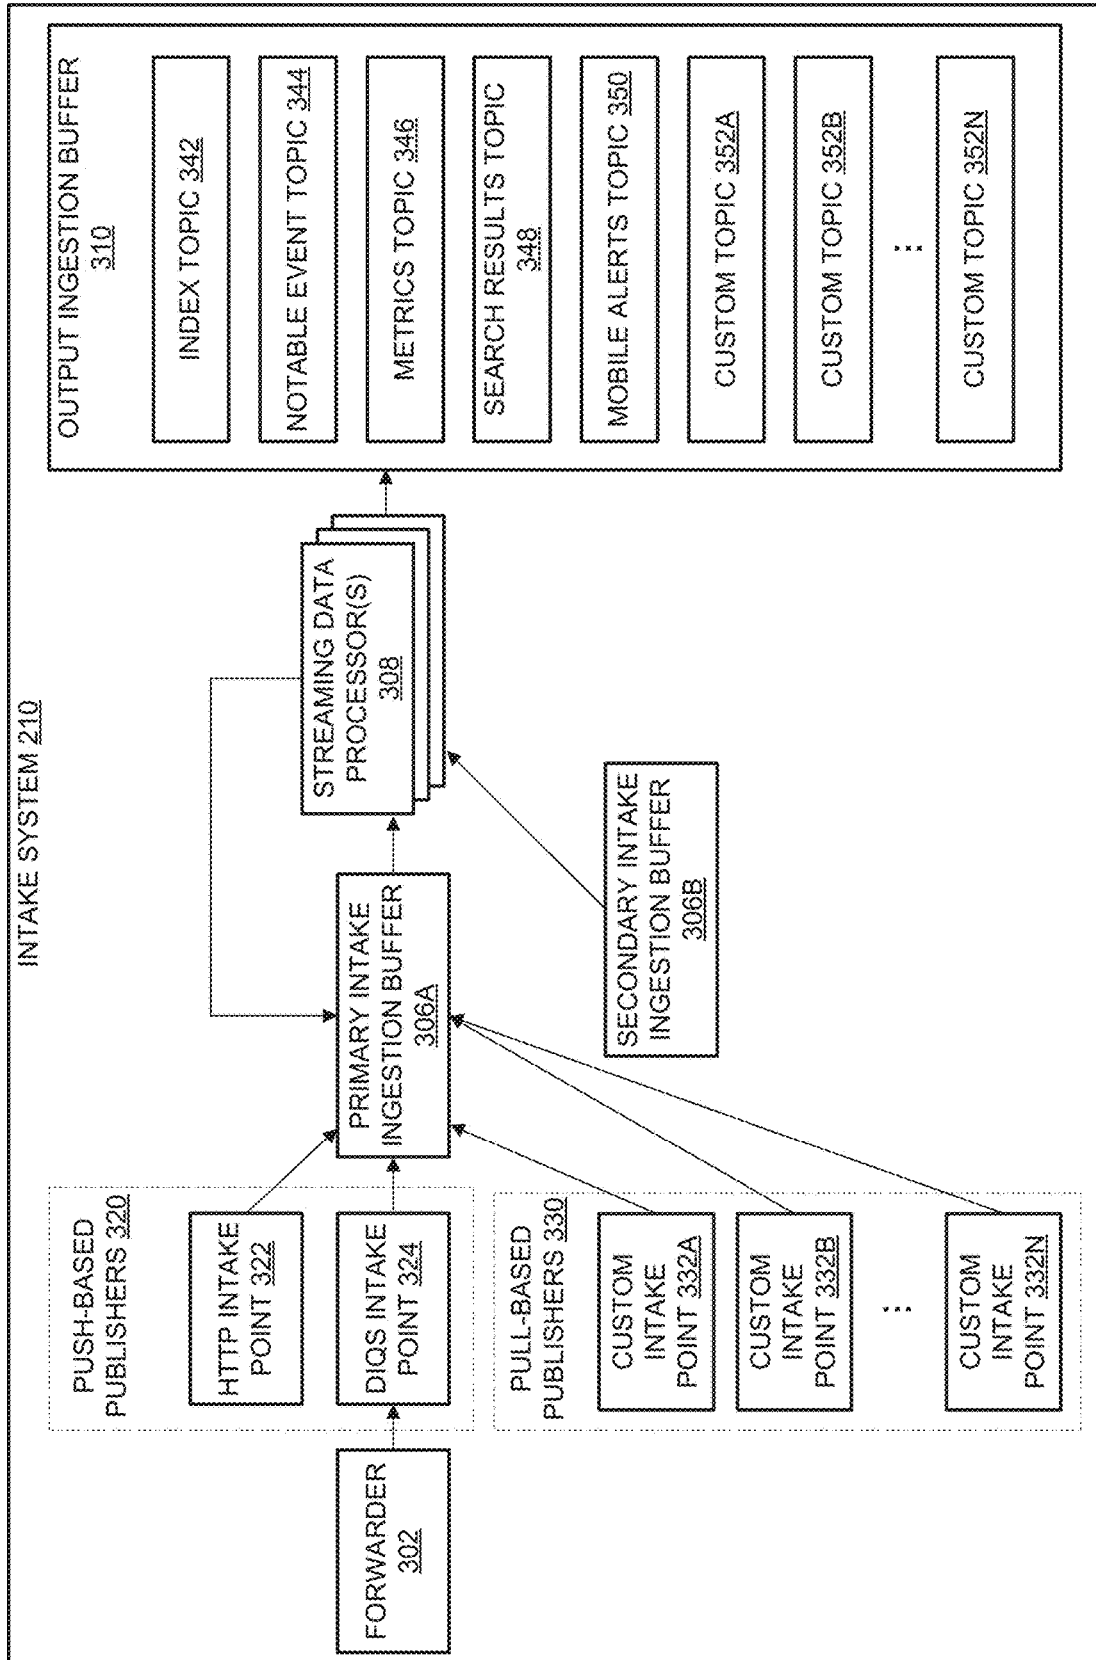 INTAKE SYSTEM 210
FORWARDER
302
PUSH-BASED
PUBLISHERS 320
HTTP INTAKE
POINT 322
DIQS INTAKE
POINT 324
PULL-BASED
PUBLISHERS 330
CUSTOM
INTAKE
POINT 332A
CUSTOM
INTAKE
POINT 332B
...
CUSTOM
INTAKE
POINT 332N
PRIMARY INTAKE
INGESTION BUFFER
306A
SECONDARY INTAKE
INGESTION BUFFER
306B
STREAMING DATA
PROCESSOR(S)
308
OUTPUT INGESTION BUFFER
310
INDEX TOPIC 342
NOTABLE EVENT TOPIC 344
METRICS TOPIC 346
SEARCH RESULTS TOPIC
348
MOBILE ALERTS TOPIC 350
CUSTOM TOPIC 352A
CUSTOM TOPIC 352B
...
CUSTOM TOPIC 352N